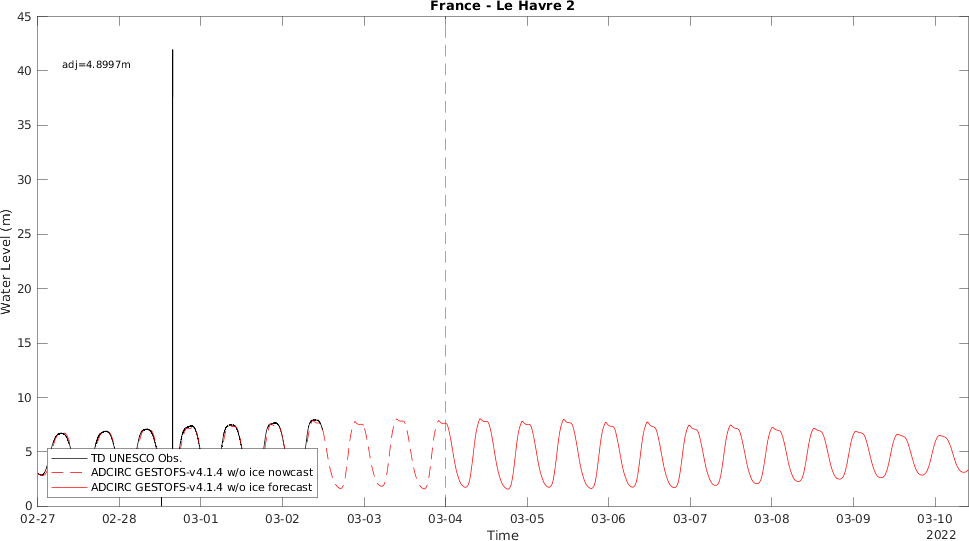 France - Le Havre 2
45
40
35
30
25
20
15
10
5
0
Water Level (m)
adj=4.8997m
TD UNESCO Obs.
ADCIRC GESTOFS-v4.1.4 w/o ice nowcast
ADCIRC GESTOFS-v4.1.4 w/o ice forecast
02-27 02-28 03-01 03-02 03-03 03-04 03-05 03-06 03-07 03-08 03-09 03-10
Time
2022